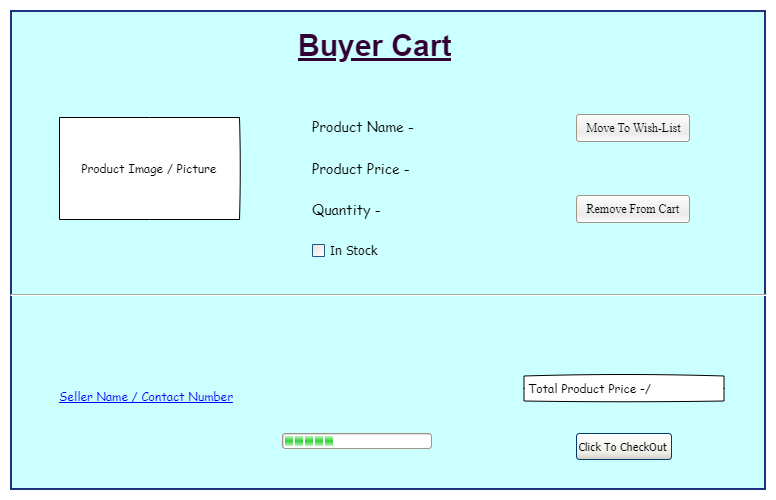 Buyer Cart
Product Name -
Move To Wish-List
Product Image / Picture
Product Price -
Quantity -
Remove From Cart
In Stock
Total Product Price -/
Seller Name / Contact Number
Click To CheckOut